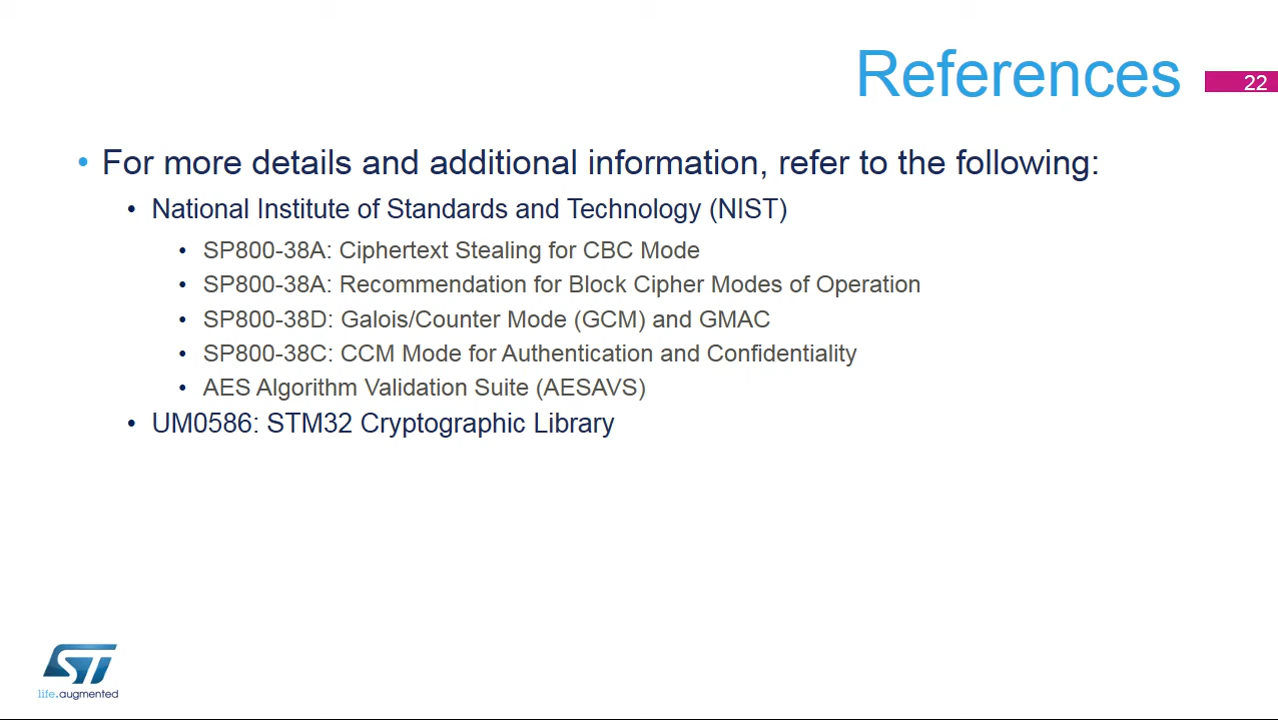 References
22
• For more details and additional information, refer to the following:
• National Institute of Standards and Technology (NIST)
• SP800-38A: Ciphertext Stealing for CBC Mode
• SP800-38A: Recommendation for Block Cipher Modes of Operation
• SP800-38D: Galois/Counter Mode (GCM) and GMAC
• SP800-38C: CCM Mode for Authentication and Confidentiality
• AES Algorithm Validation Suite (AESAVS)
• UM0586: STM32 Cryptographic Library
ST
life.augmented